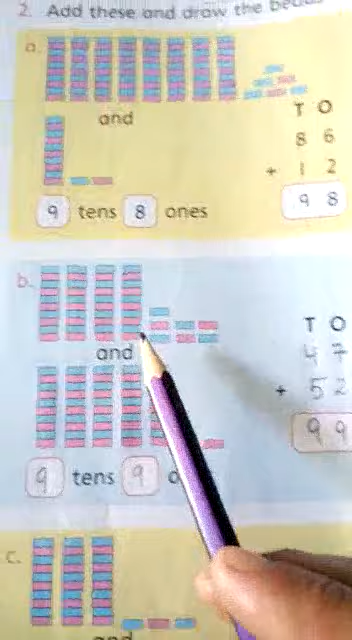 2. Add these and draw the beads
a.
and
T O
8 6
+ 1 2
9 8
9 tens 8 ones
b.
and
T O
4 7
+ 5 2
9 9
9 tens 9 o
c.
and